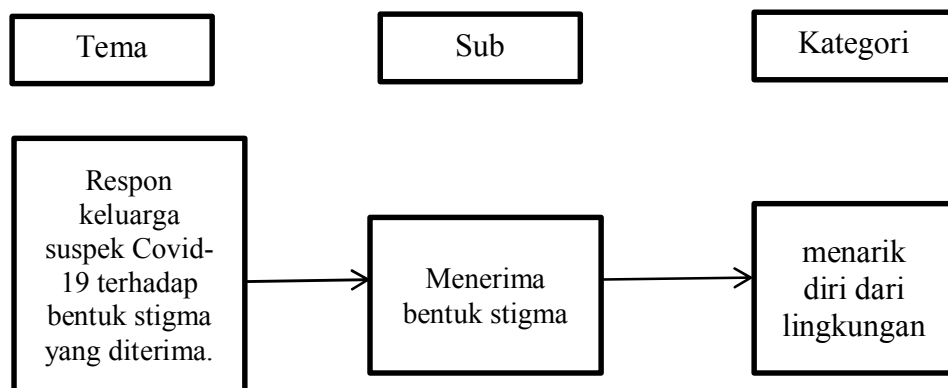 Tema
Sub
Kategori
Respon
keluarga
suspek Covid-
19 terhadap
bentuk stigma
yang diterima.
Menerima
bentuk stigma
menarik
diri dari
lingkungan